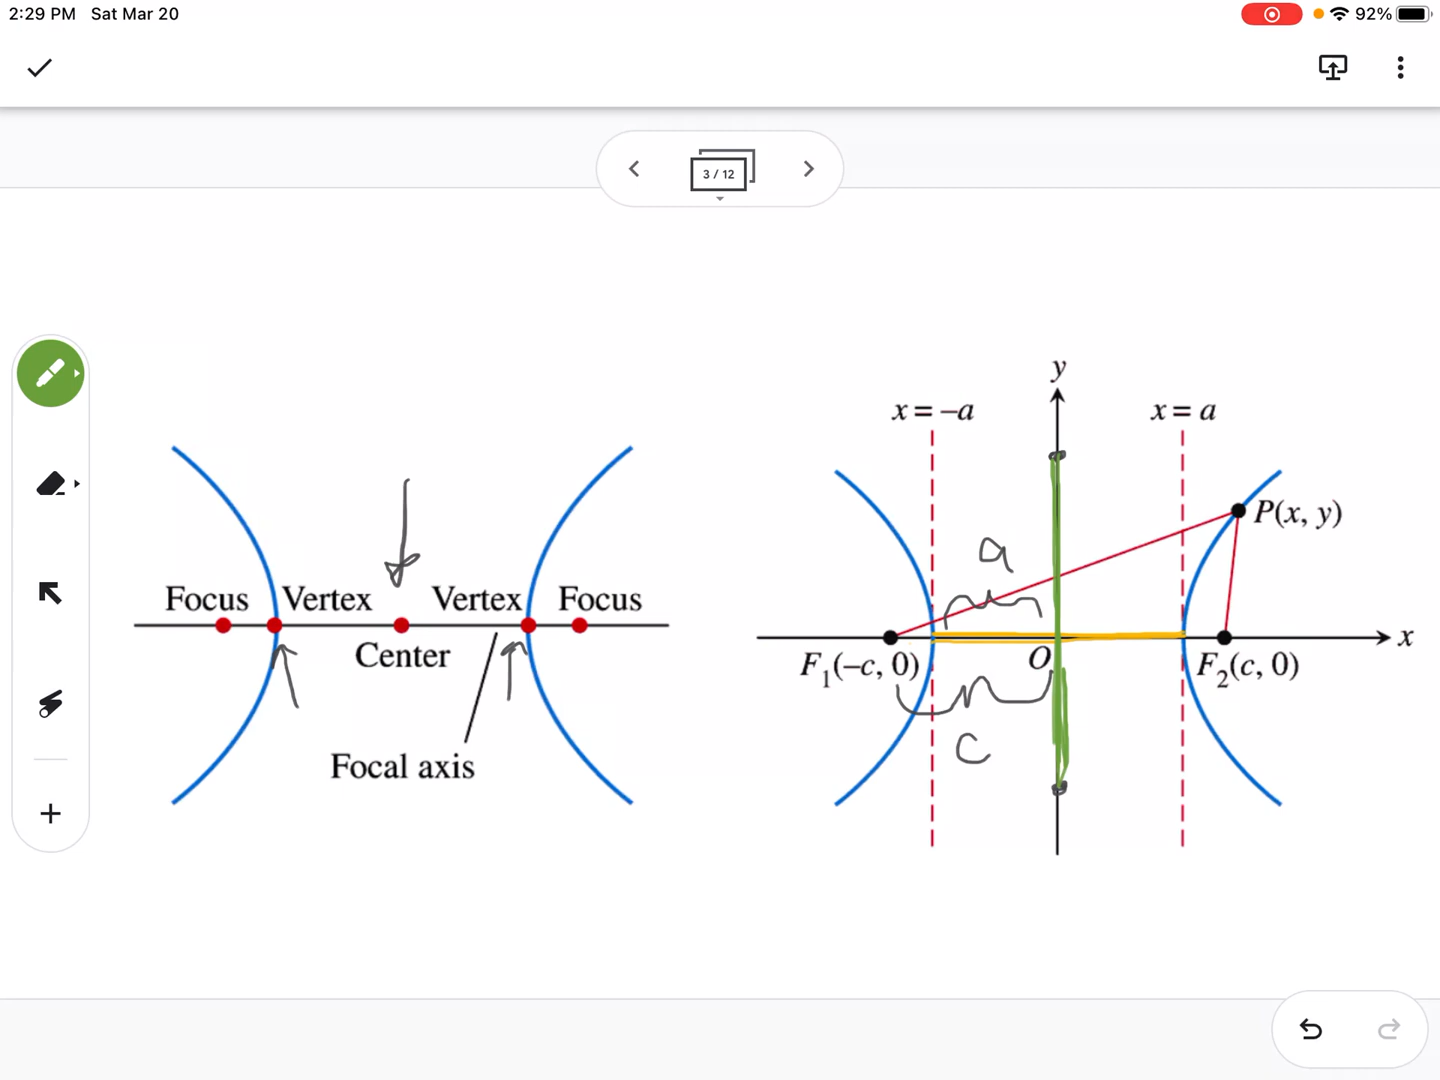 2:29 PM Sat Mar 20
92%
3 / 12
Focus Vertex Vertex Focus
Center
Focal axis
y
x = –a
x = a
P(x, y)
a
x
F₁(–c, 0)
O
F₂(c, 0)
c